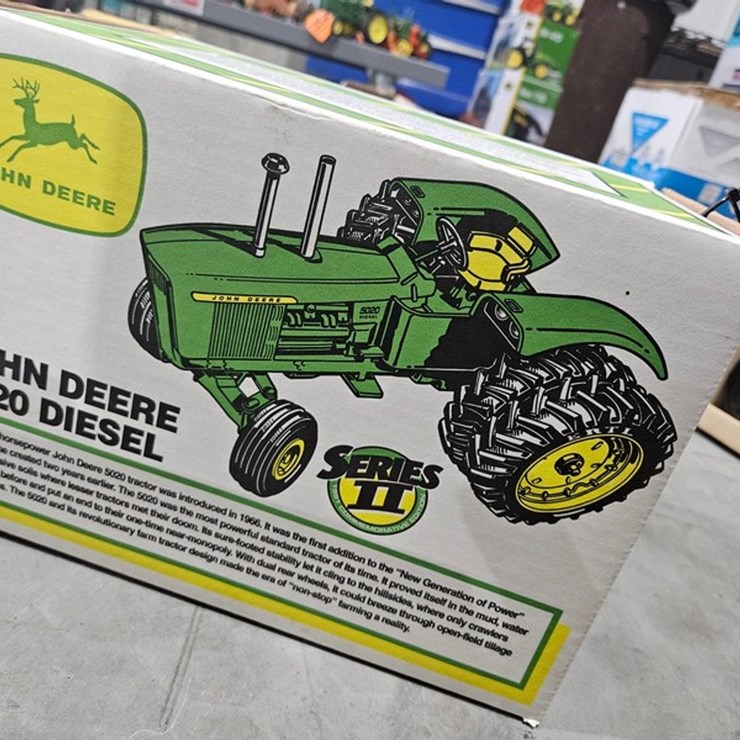 HN DEERE
JOHN DEERE
5020
DIESEL
HN DEERE
20 DIESEL
SERIES
II
COMMEMORATIVE EDITION
horsepower John Deere 5020 tractor was introduced in 1966. It was the first addition to the "New Generation of Power"
e created two years earlier. The 5020 was the most powerful standard tractor of its time. It proved itself in the mud, water
sive soils where lesser tractors met their doom. Its sure-footed stability let it cling to the hillsides, where only crawlers
before and put an end to their one-time near-monopoly. With dual rear wheels, it could breeze through open-field tillage
s. The 5020 and its revolutionary farm tractor design made the era of "non-stop" farming a reality.